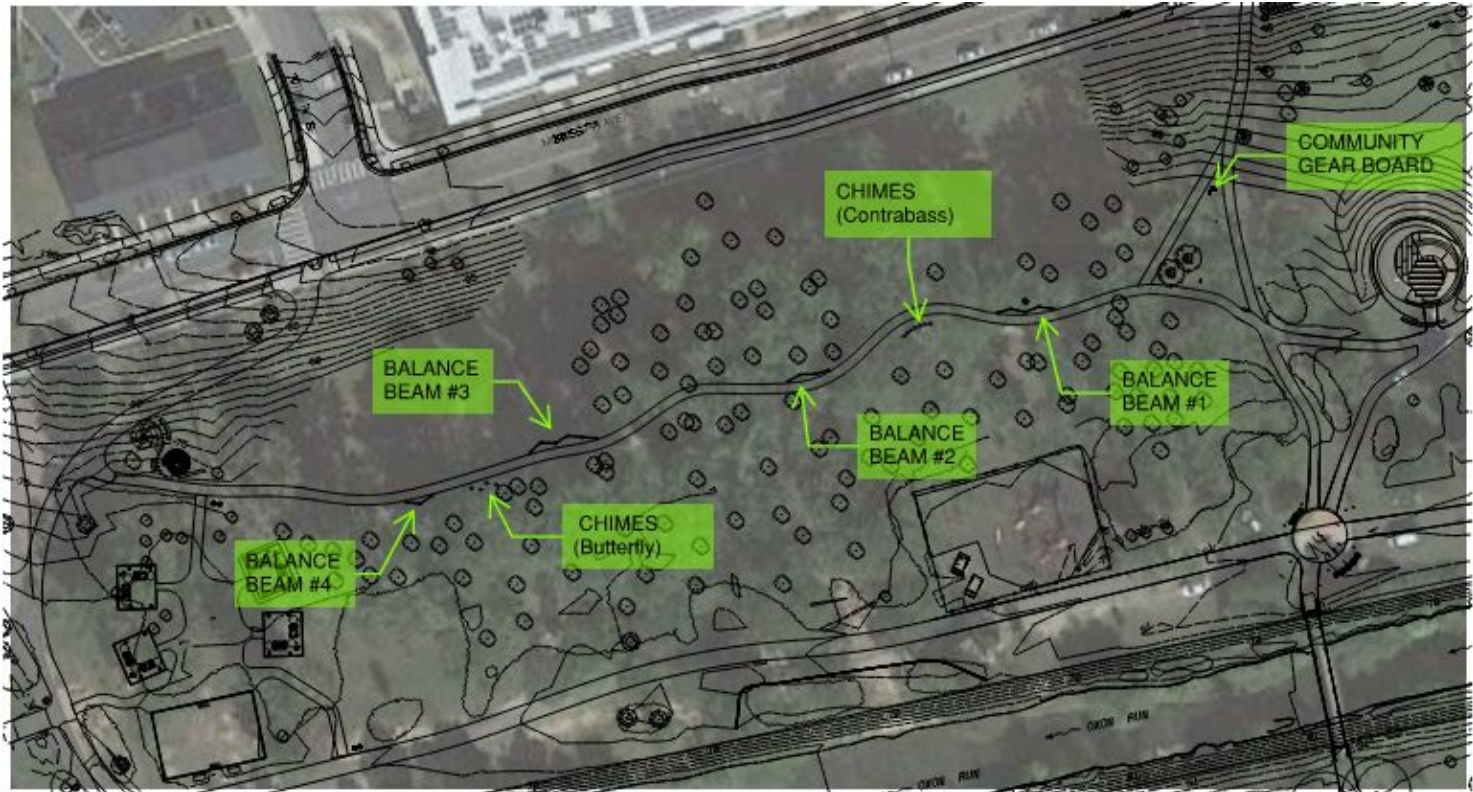 COMMUNITY
GEAR BOARD
CHIMES
(Contrabass)
BALANCE
BEAM #3
BALANCE
BEAM #1
BALANCE
BEAM #2
CHIMES
(Butterfly)
BALANCE
BEAM #4
OXON RUN
OXON RUN